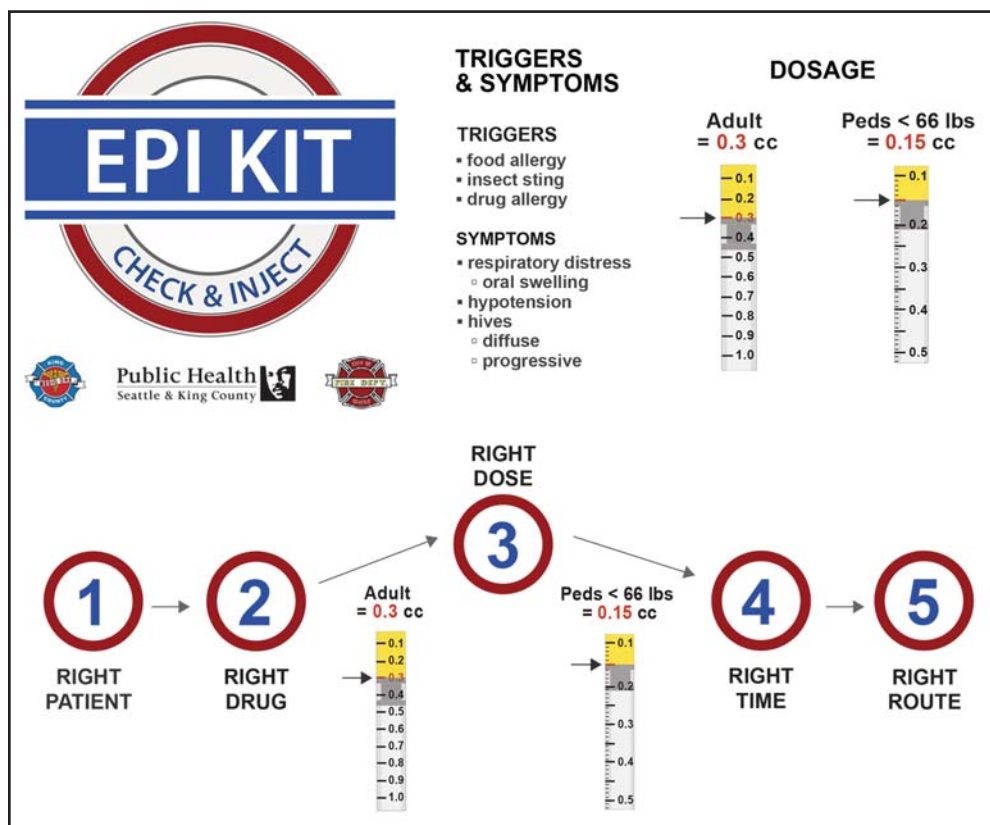 EPI KIT
CHECK & INJECT
KING
MEDIC ONE
COUNTY
Public Health
Seattle & King County
FIRE DEPT.
TRIGGERS
& SYMPTOMS
TRIGGERS
▪ food allergy
▪ insect sting
▪ drug allergy
SYMPTOMS
▪ respiratory distress
▫ oral swelling
▪ hypotension
▪ hives
▫ diffuse
▫ progressive
DOSAGE
Adult
= 0.3 cc
0.1
0.2
0.3
0.4
0.5
0.6
0.7
0.8
0.9
1.0
Peds < 66 lbs
= 0.15 cc
0.1
0.2
0.3
0.4
0.5
1
RIGHT
PATIENT
2
RIGHT
DRUG
RIGHT
DOSE
3
Adult
= 0.3 cc
0.1
0.2
0.3
0.4
0.5
0.6
0.7
0.8
0.9
1.0
Peds < 66 lbs
= 0.15 cc
0.1
0.2
0.3
0.4
0.5
4
RIGHT
TIME
5
RIGHT
ROUTE